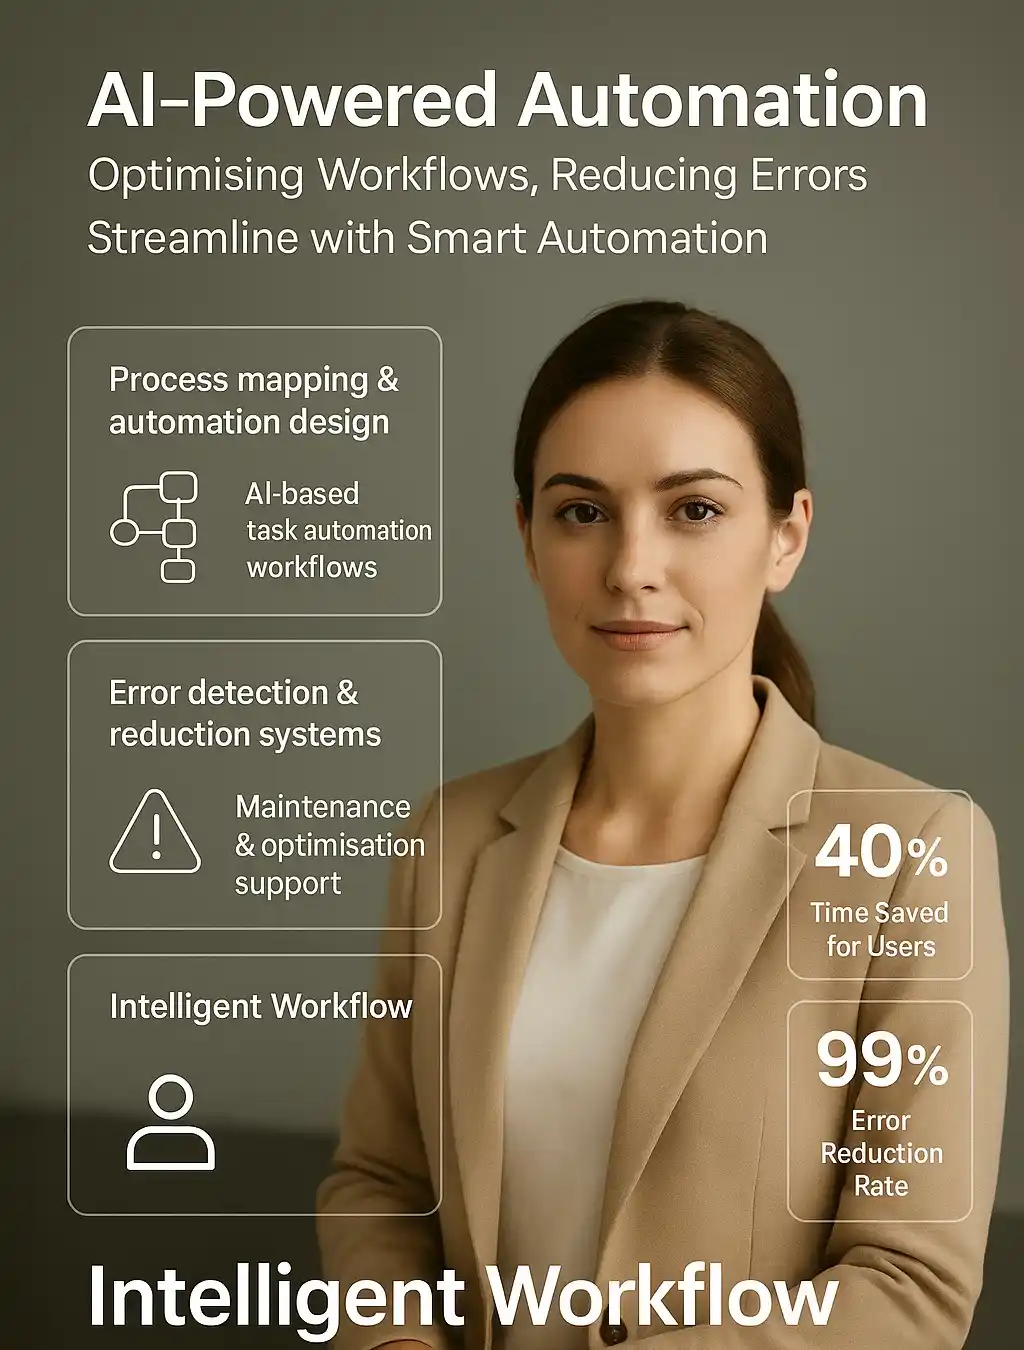 AI-Powered Automation
Optimising Workflows, Reducing Errors
Streamline with Smart Automation
Process mapping &
automation design
AI-based
task automation
workflows
Error detection &
reduction systems
Maintenance
& optimisation
support
Intelligent Workflow
40%
Time Saved
for Users
99%
Error
Reduction
Rate
Intelligent Workflow